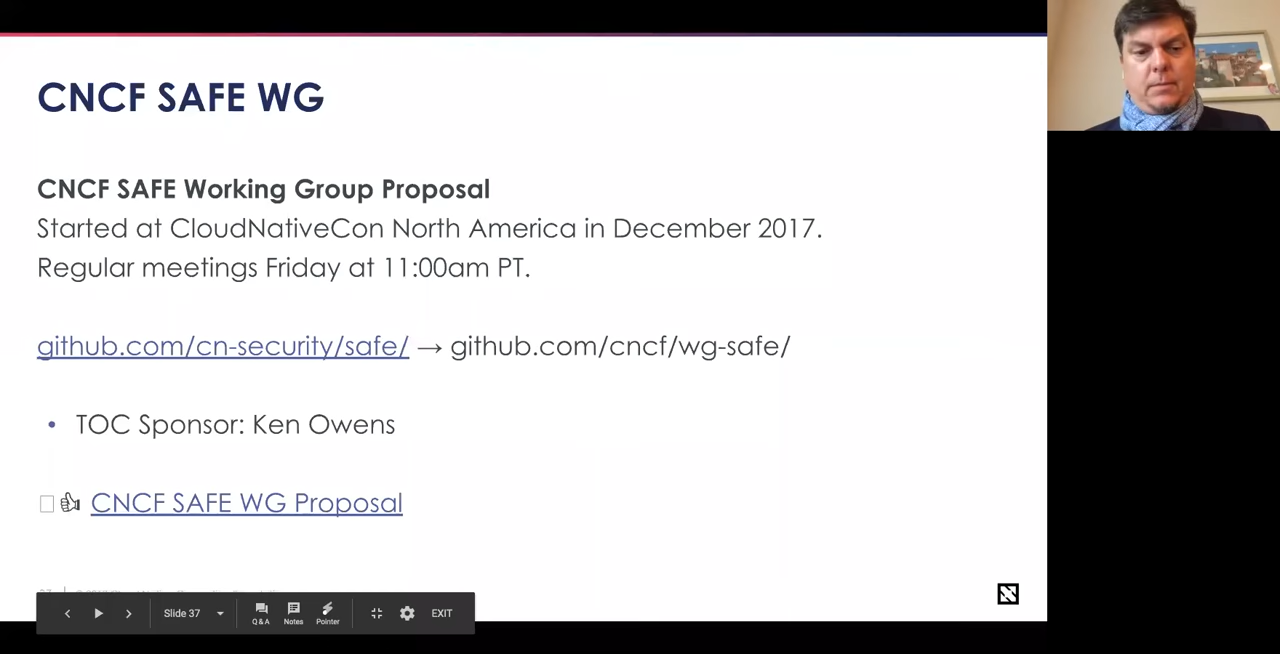 CNCF SAFE WG
CNCF SAFE Working Group Proposal
Started at CloudNativeCon North America in December 2017.
Regular meetings Friday at 11:00am PT.
github.com/cn-security/safe/ → github.com/cncf/wg-safe/
• TOC Sponsor: Ken Owens
👍 CNCF SAFE WG Proposal
Slide 37
Q&A
Notes
Pointer
EXIT